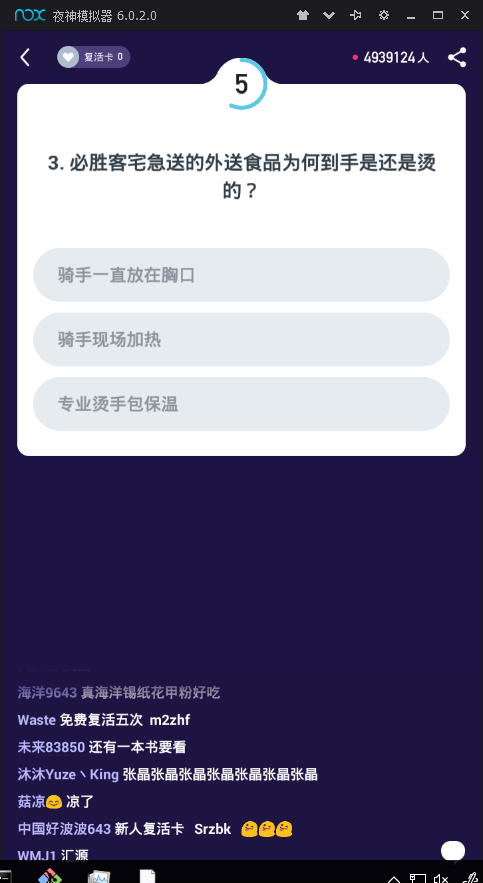 nox 夜神模拟器 6.0.2.0
复活卡 0
4939124 人
5
3. 必胜客宅急送的外送食品为何到手是还是烫
的？
骑手一直放在胸口
骑手现场加热
专业烫手包保温
海洋9643 真海洋锡纸花甲粉好吃
Waste 免费复活五次 m2zhf
未来83850 还有一本书要看
沐沐Yuze丶King 张晶张晶张晶张晶张晶张晶张晶
菇凉😊 凉了
中国好波波643 新人复活卡 Srzbk 😋😋😋
WMJ1 汇源